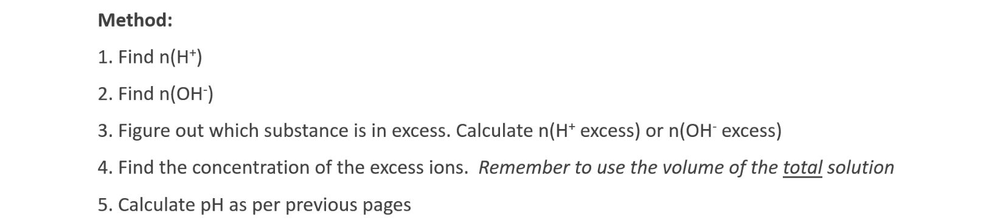 Method:
1. Find n(H⁺)
2. Find n(OH⁻)
3. Figure out which substance is in excess. Calculate n(H⁺ excess) or n(OH⁻ excess)
4. Find the concentration of the excess ions.  Remember to use the volume of the total solution
5. Calculate pH as per previous pages